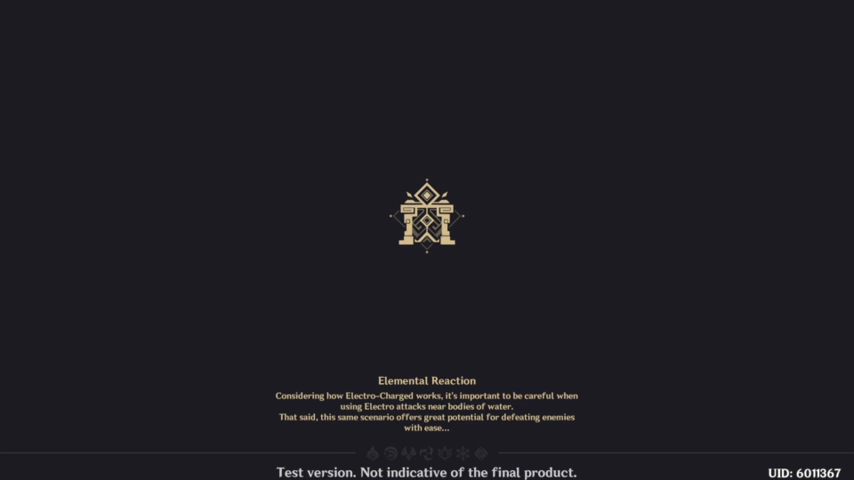 Elemental Reaction
Considering how Electro-Charged works, it's important to be careful when
using Electro attacks near bodies of water.
That said, this same scenario offers great potential for defeating enemies
with ease...
Test version. Not indicative of the final product.
UID: 6011367